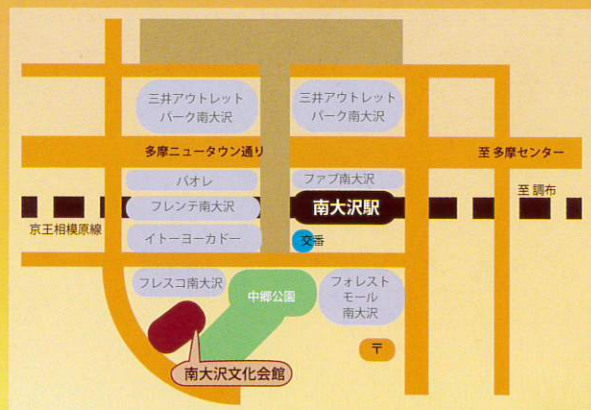 三井アウトレット
パーク南大沢
三井アウトレット
パーク南大沢
多摩ニュータウン通り
至 多摩センター
パオレ
ファブ南大沢
至 調布
フレンテ南大沢
南大沢駅
京王相模原線
イトーヨーカドー
交番
フレスコ南大沢
中郷公園
フォレスト
モール
南大沢
〒
南大沢文化会館